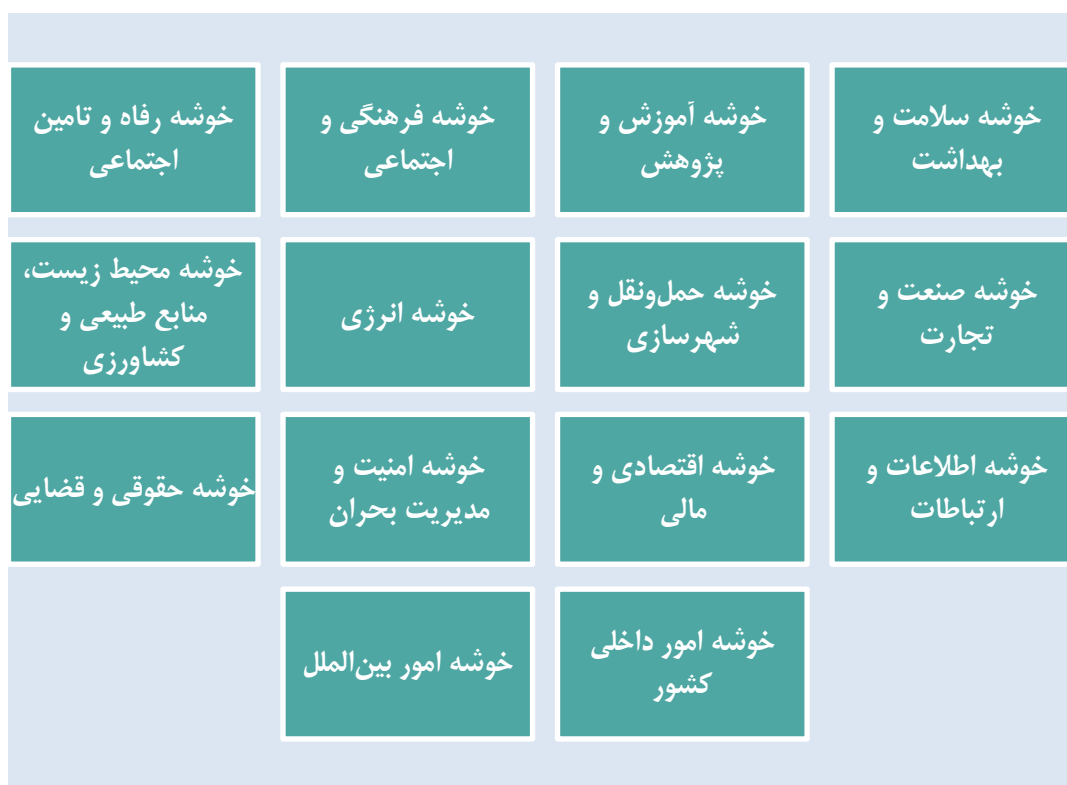 خوشه سلامت و
بهداشت
خوشه آموزش و
پژوهش
خوشه فرهنگی و
اجتماعی
خوشه رفاه و تامین
اجتماعی
خوشه صنعت و
تجارت
خوشه حمل‌ونقل و
شهرسازی
خوشه انرژی
خوشه محیط زیست،
منابع طبیعی و
کشاورزی
خوشه اطلاعات و
ارتباطات
خوشه اقتصادی و
مالی
خوشه امنیت و
مدیریت بحران
خوشه حقوقی و قضایی
خوشه امور داخلی
کشور
خوشه امور بین‌الملل